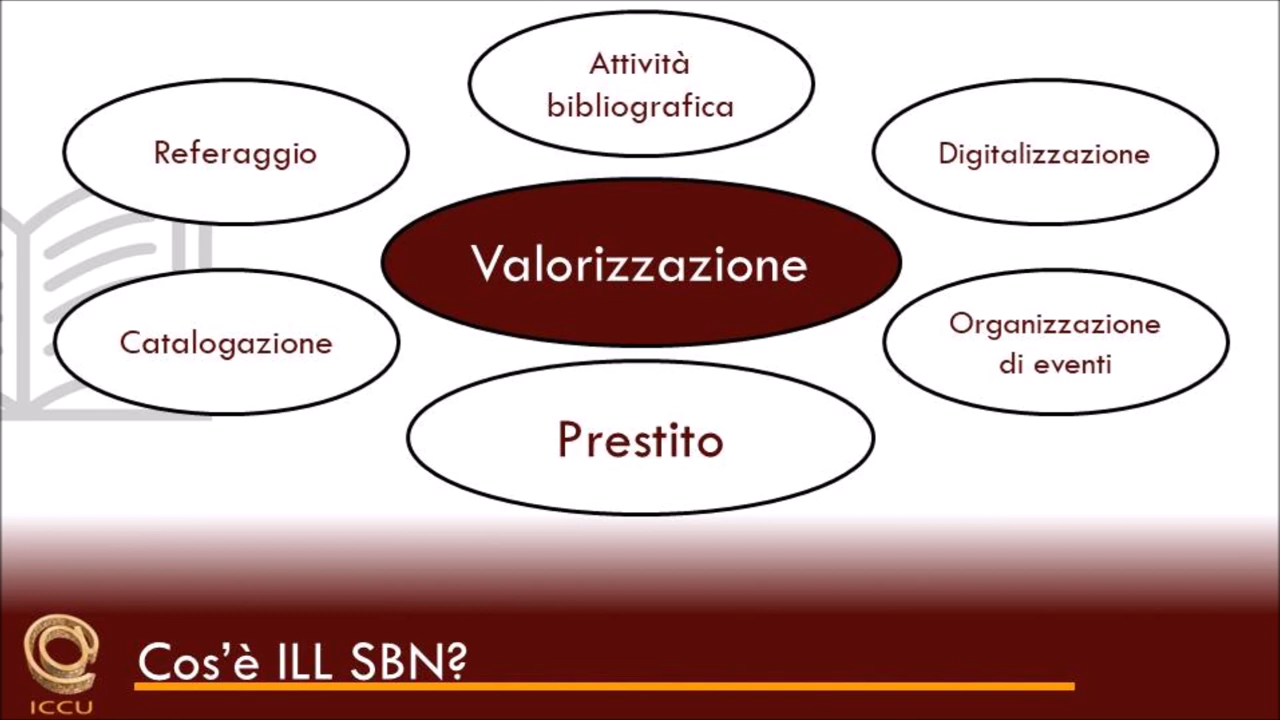 Attività
bibliografica
Referaggio
Digitalizzazione
Valorizzazione
Catalogazione
Organizzazione
di eventi
Prestito
Cos’è ILL SBN?
ICCU